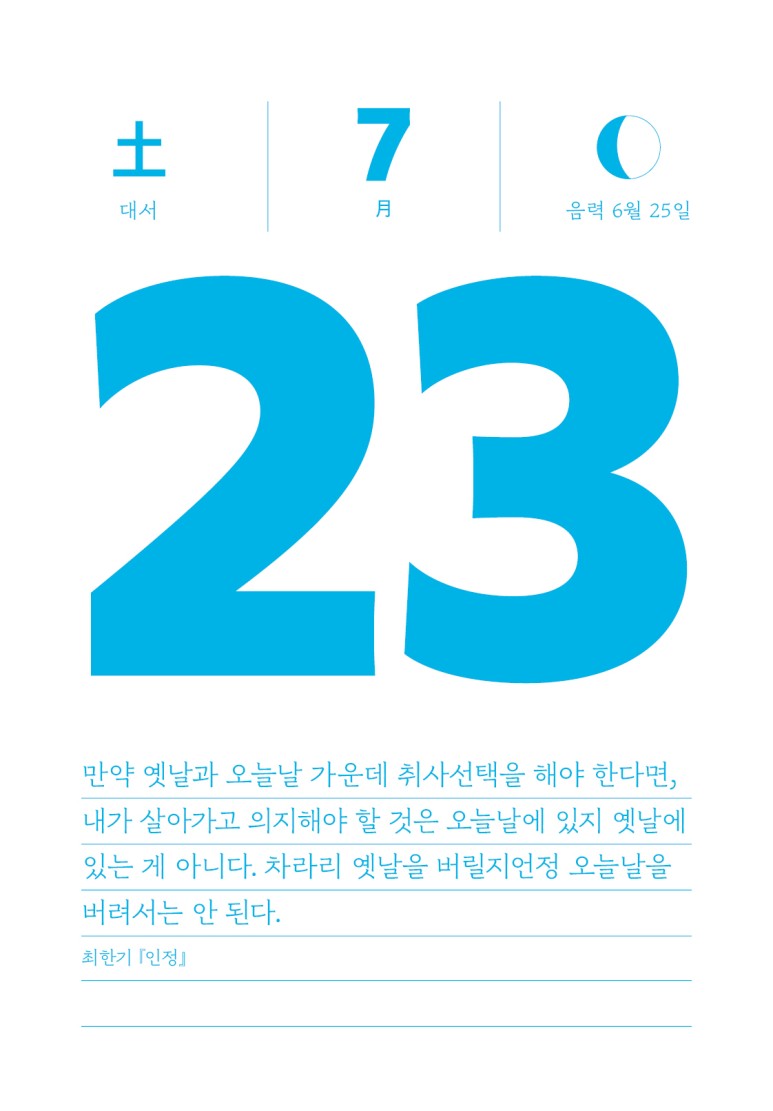 土
대서
7
月
음력 6월 25일
23
만약 옛날과 오늘날 가운데 취사선택을 해야 한다면,
내가 살아가고 의지해야 할 것은 오늘날에 있지 옛날에
있는 게 아니다. 차라리 옛날을 버릴지언정 오늘날을
버려서는 안 된다.
최한기 『인정』